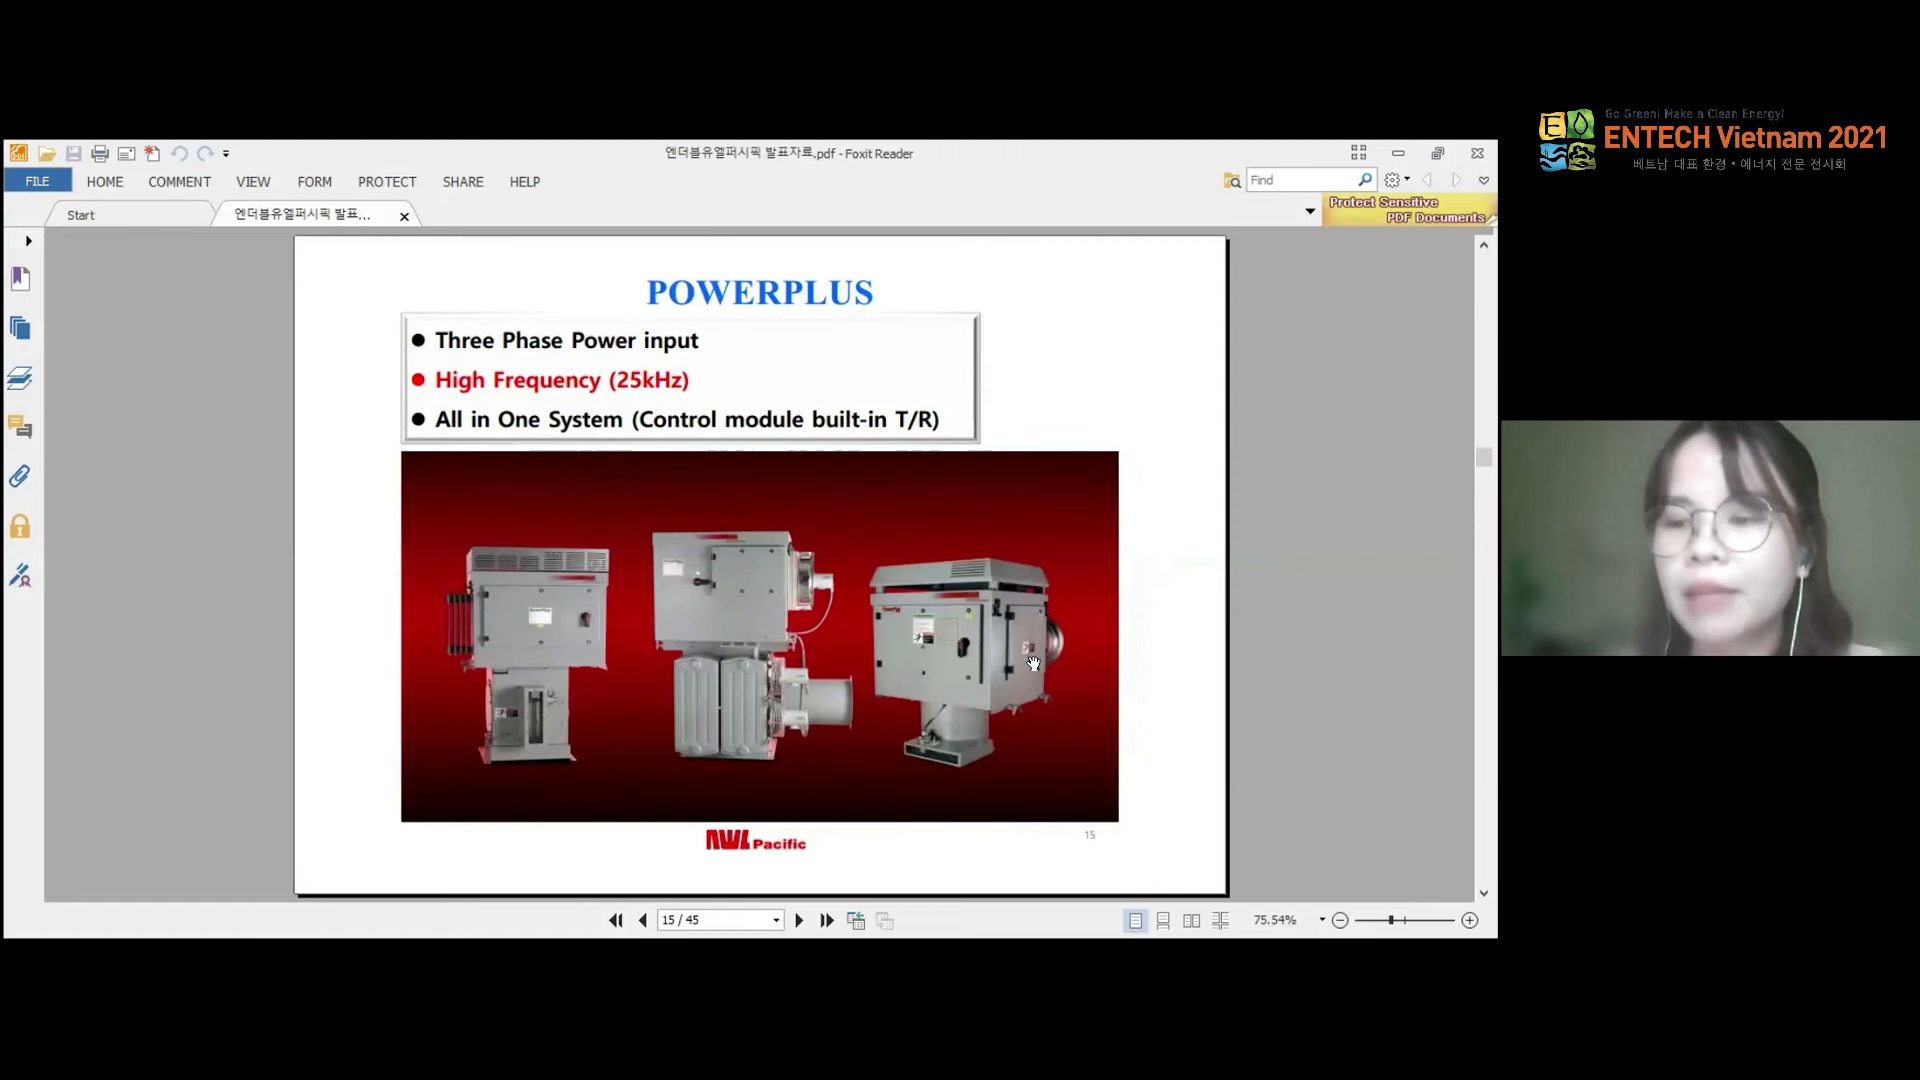 Go Green! Make a Clean Energy!
ENTECH Vietnam 2021
베트남 대표 환경 • 에너지 전문 전시회
엔더블유엘퍼시픽 발표자료.pdf - Foxit Reader
FILE HOME COMMENT VIEW FORM PROTECT SHARE HELP
Find
Start
엔더블유엘퍼시픽 발표...
Protect Sensitive
PDF Documents
POWERPLUS
● Three Phase Power input
● High Frequency (25kHz)
● All in One System (Control module built-in T/R)
NWL Pacific
15
15 / 45
75.54%